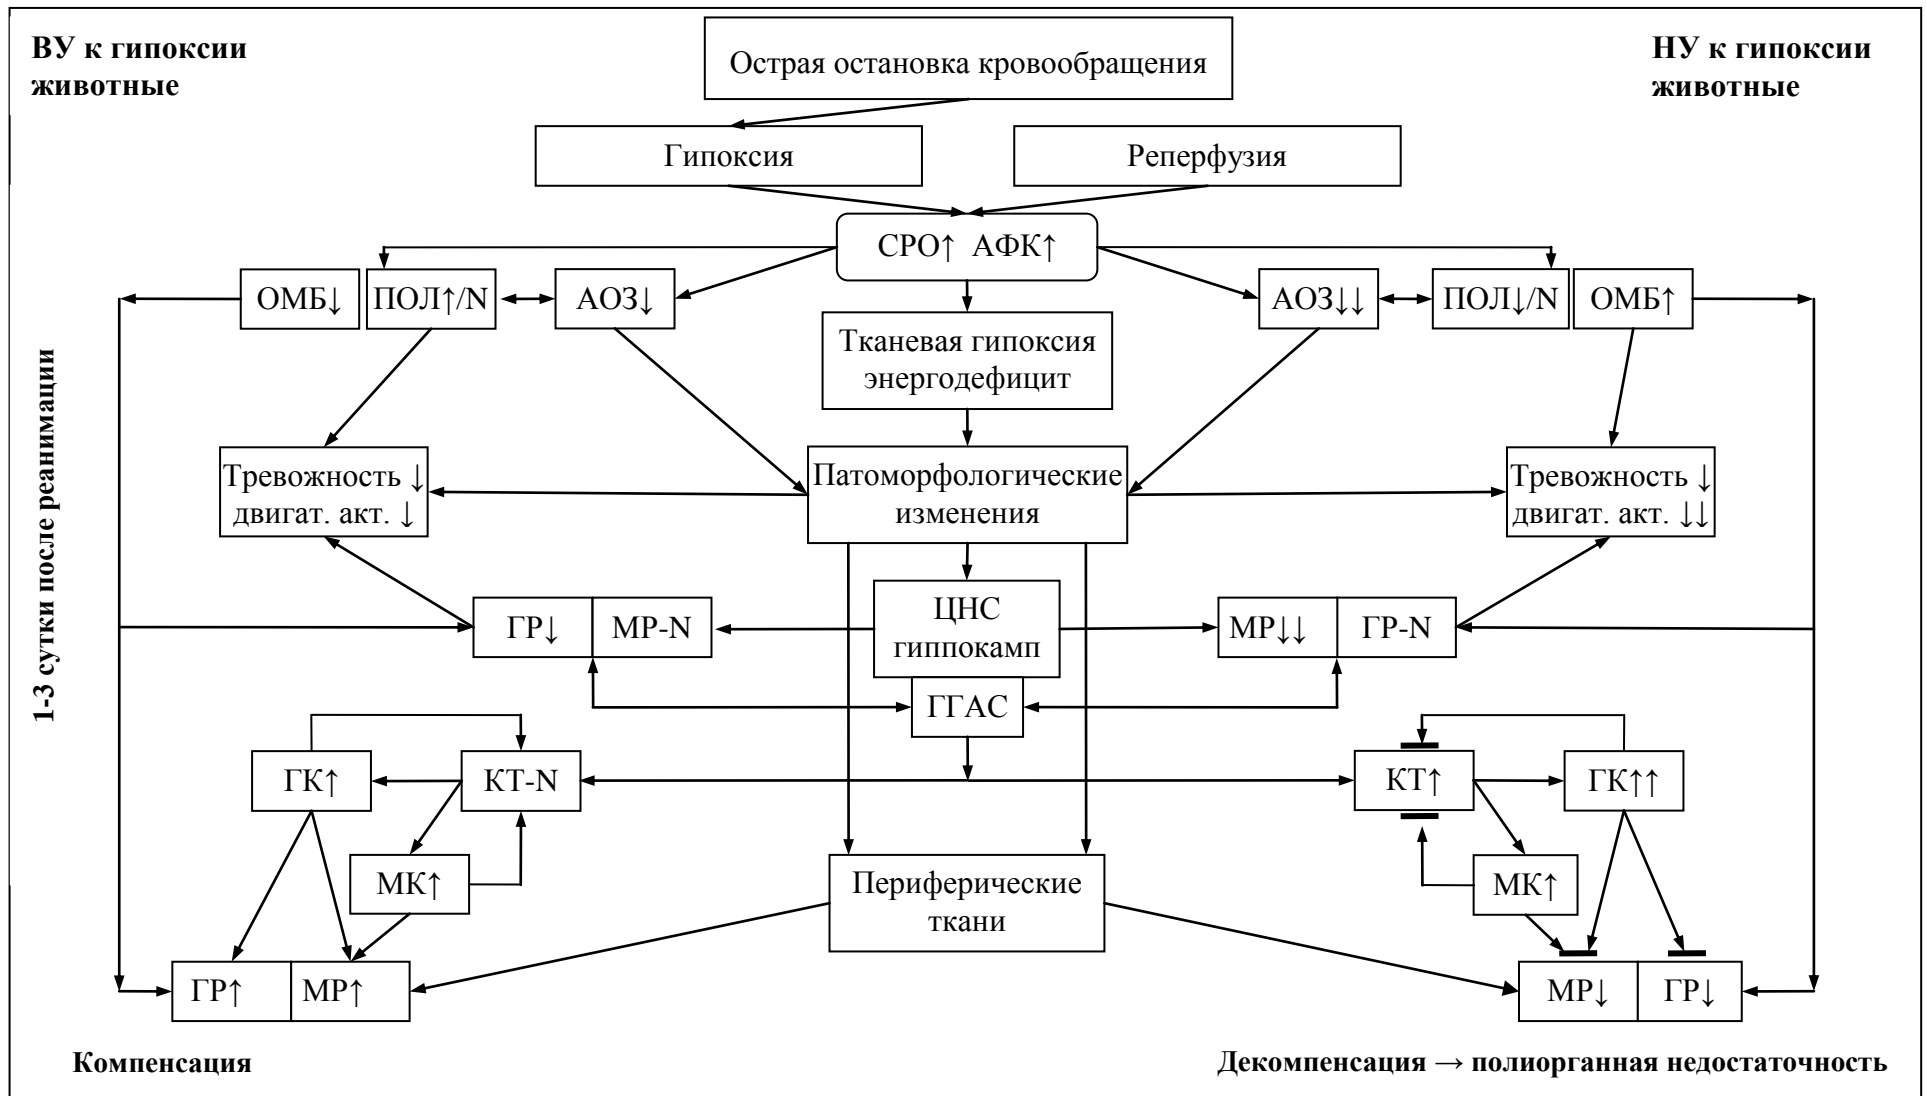 ВУ к гипоксии
животные
НУ к гипоксии
животные
Острая остановка кровообращения
Гипоксия
Реперфузия
СРО↑ АФК↑
ОМБ↓
ПОЛ↑/N
АОЗ↓
АОЗ↓↓
ПОЛ↓/N
ОМБ↑
Тканевая гипоксия
энергодефицит
1-3 сутки после реанимации
Тревожность ↓
двигат. акт. ↓
Патоморфологические
изменения
Тревожность ↓
двигат. акт. ↓↓
ГР↓
МР-N
ЦНС
гиппокамп
МР↓↓
ГР-N
ГГАС
ГК↑
КТ-N
КТ↑
ГК↑↑
МК↑
Периферические
ткани
МК↑
ГР↑
МР↑
МР↓
ГР↓
Компенсация
Декомпенсация → полиорганная недостаточность